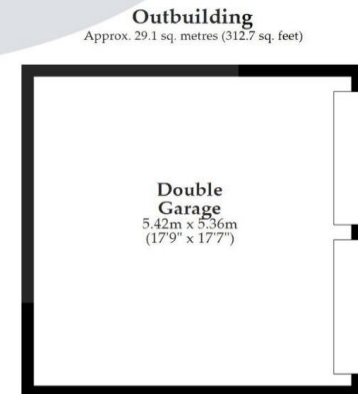 Outbuilding
Approx. 29.1 sq. metres (312.7 sq. feet)
Double
Garage
5.42m x 5.36m
(17'9" x 17'7")